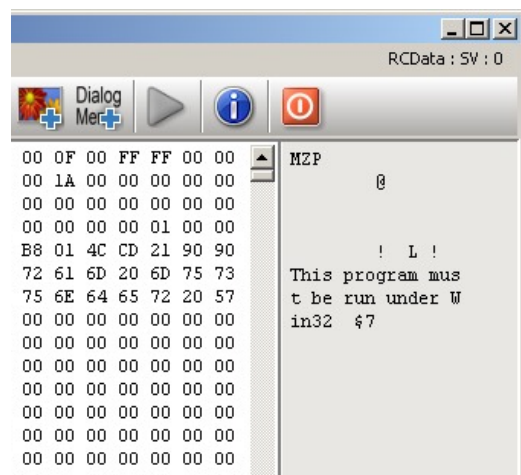 RCData : SV : 0
Dialog
Men
00 0F 00 FF FF 00 00
00 1A 00 00 00 00 00
00 00 00 00 00 00 00
00 00 00 00 01 00 00
B8 01 4C CD 21 90 90
72 61 6D 20 6D 75 73
75 6E 64 65 72 20 57
00 00 00 00 00 00 00
00 00 00 00 00 00 00
00 00 00 00 00 00 00
00 00 00 00 00 00 00
00 00 00 00 00 00 00
00 00 00 00 00 00 00
00 00 00 00 00 00 00
MZP
@
! L !
This program mus
t be run under W
in32 $7